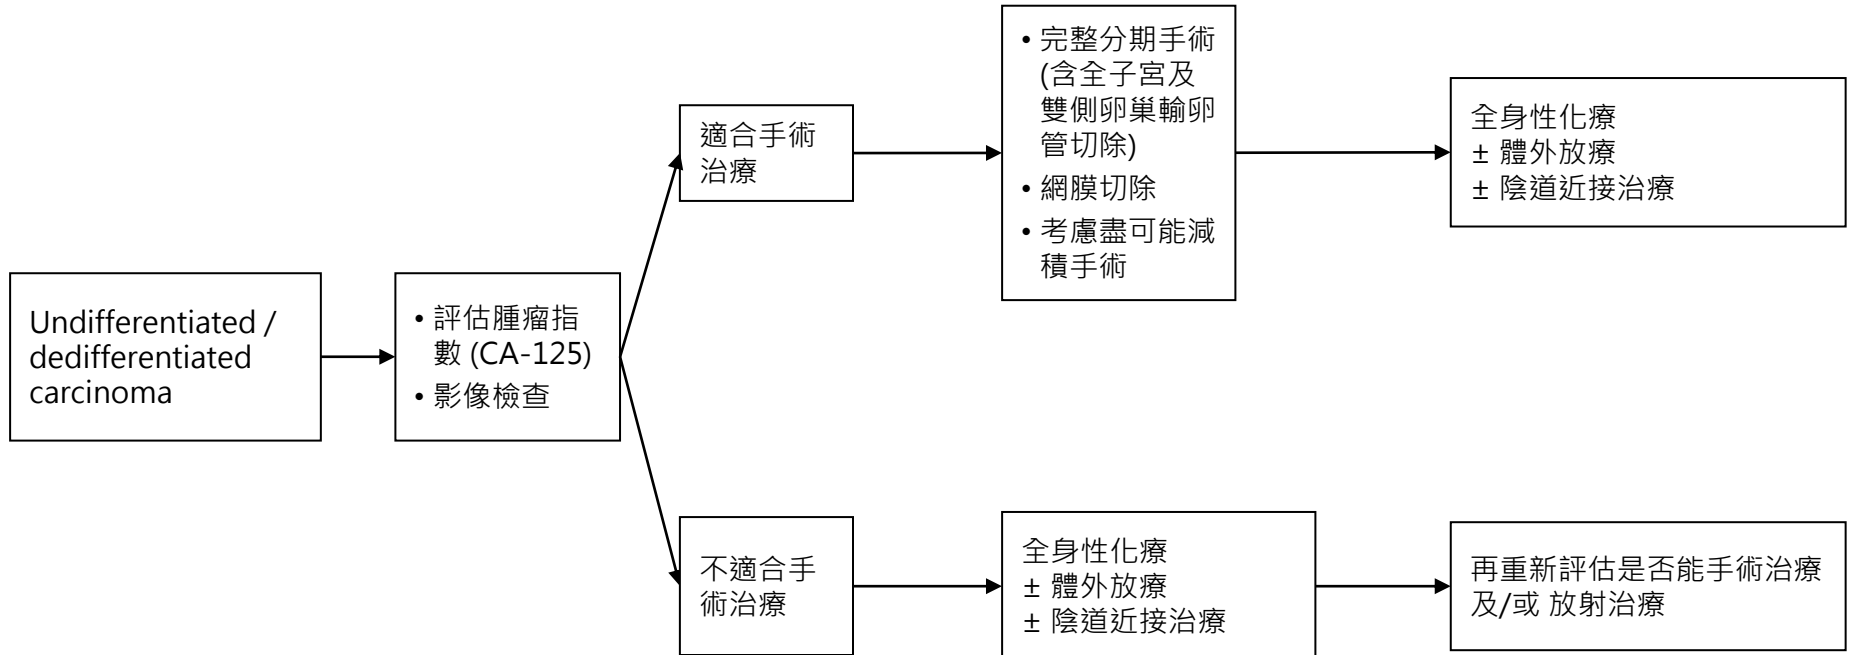 Undifferentiated /
dedifferentiated
carcinoma
• 評估腫瘤指
數 (CA-125)
• 影像檢查
適合手術
治療
• 完整分期手術
(含全子宮及
雙側卵巢輸卵
管切除)
• 網膜切除
• 考慮盡可能減
積手術
全身性化療
± 體外放療
± 陰道近接治療
不適合手
術治療
全身性化療
± 體外放療
± 陰道近接治療
再重新評估是否能手術治療
及/或 放射治療